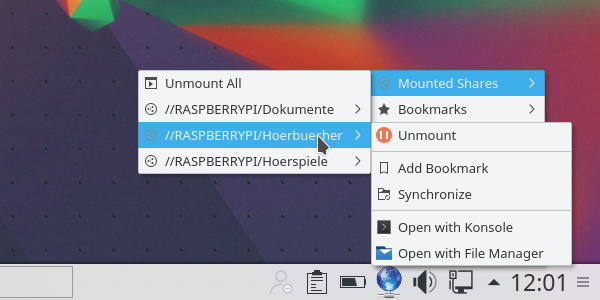 Unmount All
//RASPBERRYPI/Dokumente
//RASPBERRYPI/Hoerbuecher
//RASPBERRYPI/Hoerspiele
Mounted Shares
Bookmarks
Unmount
Add Bookmark
Synchronize
Open with Konsole
Open with File Manager
12:01